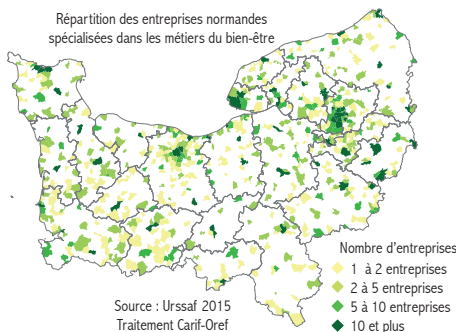 Répartition des entreprises normandes
spécialisées dans les métiers du bien-être
Nombre d'entreprises
1 à 2 entreprises
2 à 5 entreprises
5 à 10 entreprises
10 et plus
Source : Urssaf 2015
Traitement Carif-Oref